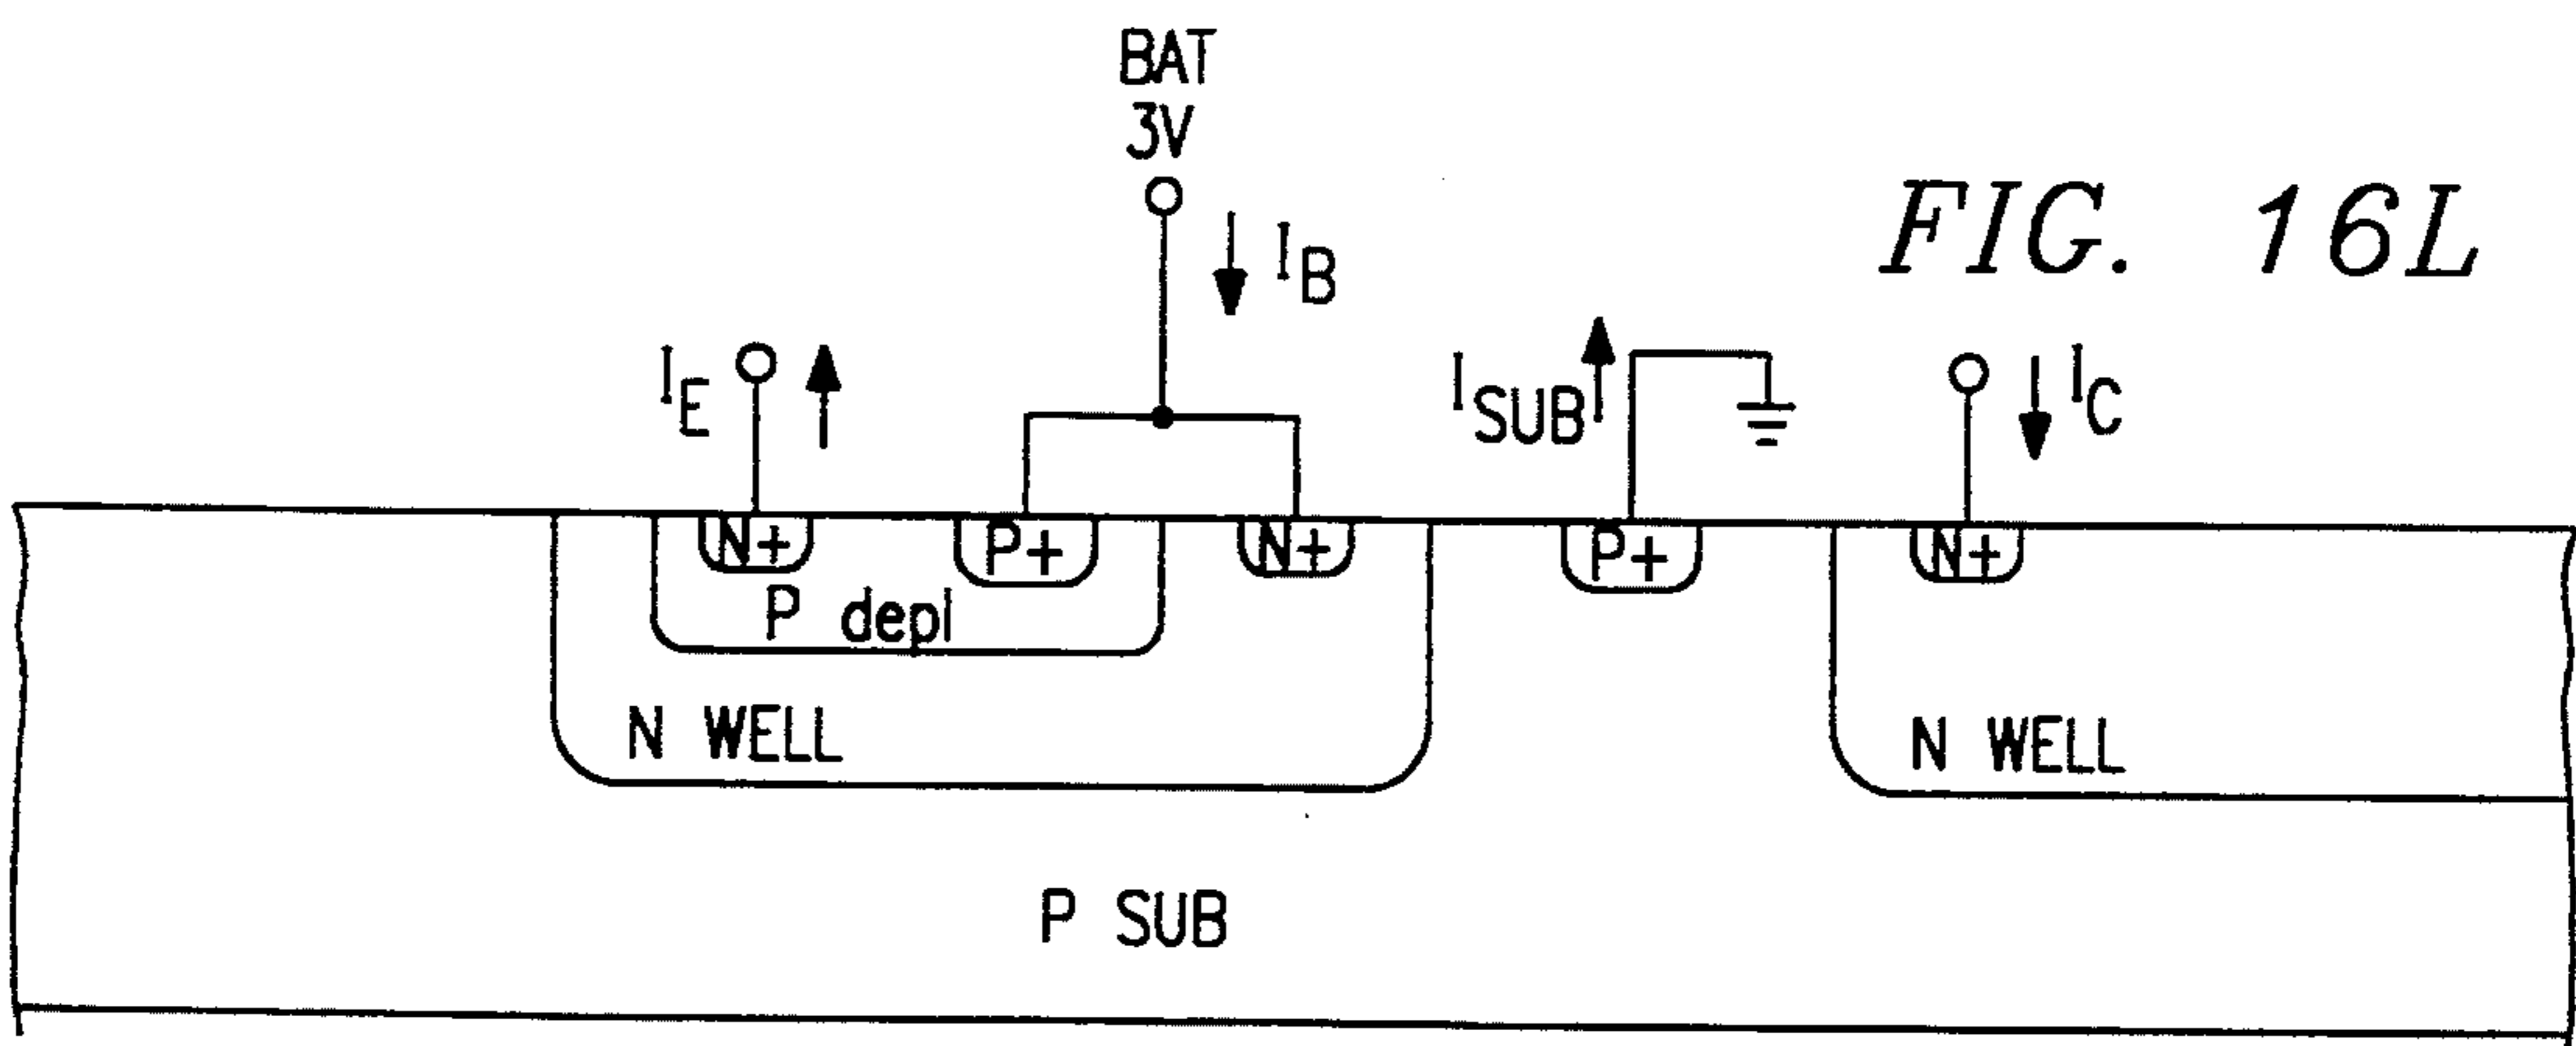 BAT
3V
FIG. 16L
I_B
I_E
I_SUB
I_C
N+ P+ N+ P+ N+
P depl
N WELL
N WELL
P SUB